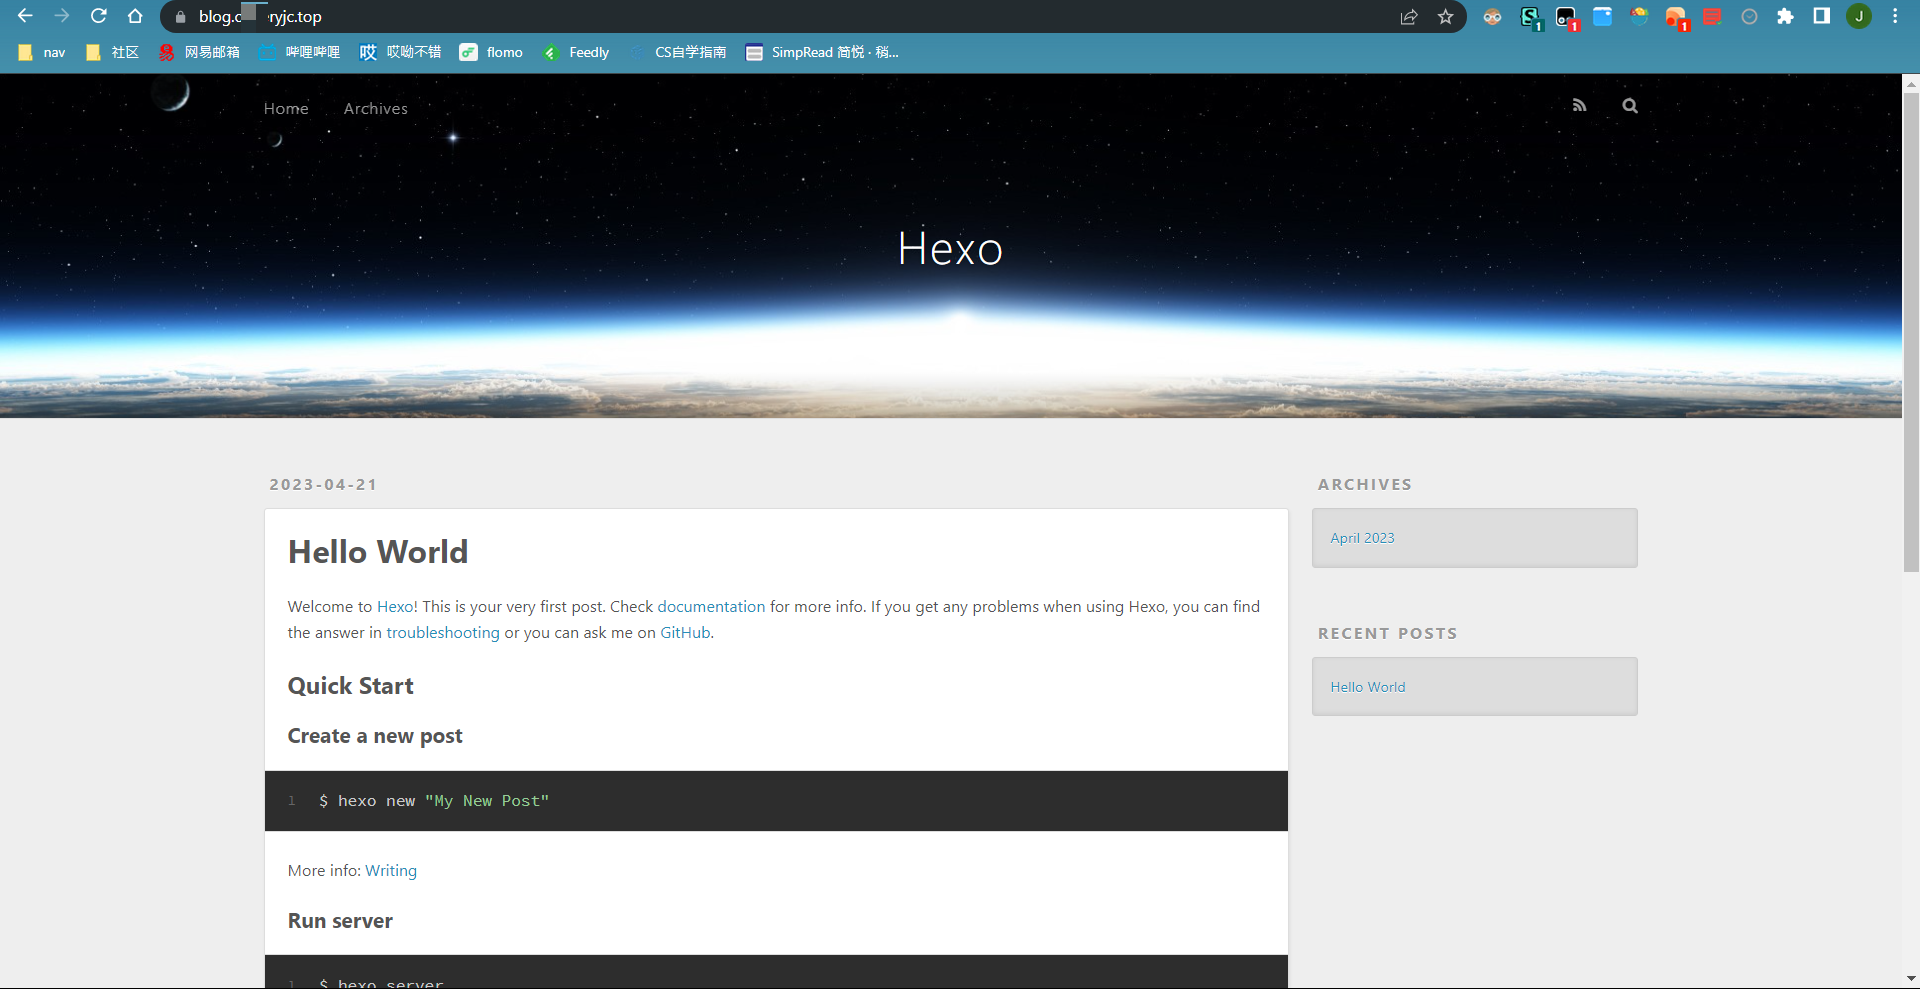 blog.c ryjc.top
1 1 1 J
nav 社区 网易邮箱 哔哩哔哩 哎呦不错 flomo Feedly CS自学指南 SimpRead 简悦 · 稍...
Home Archives
Hexo
2023-04-21
Hello World
Welcome to Hexo! This is your very first post. Check documentation for more info. If you get any problems when using Hexo, you can find
the answer in troubleshooting or you can ask me on GitHub.
Quick Start
Create a new post
1 $ hexo new "My New Post"
More info: Writing
Run server
1 $ hexo server
ARCHIVES
April 2023
RECENT POSTS
Hello World